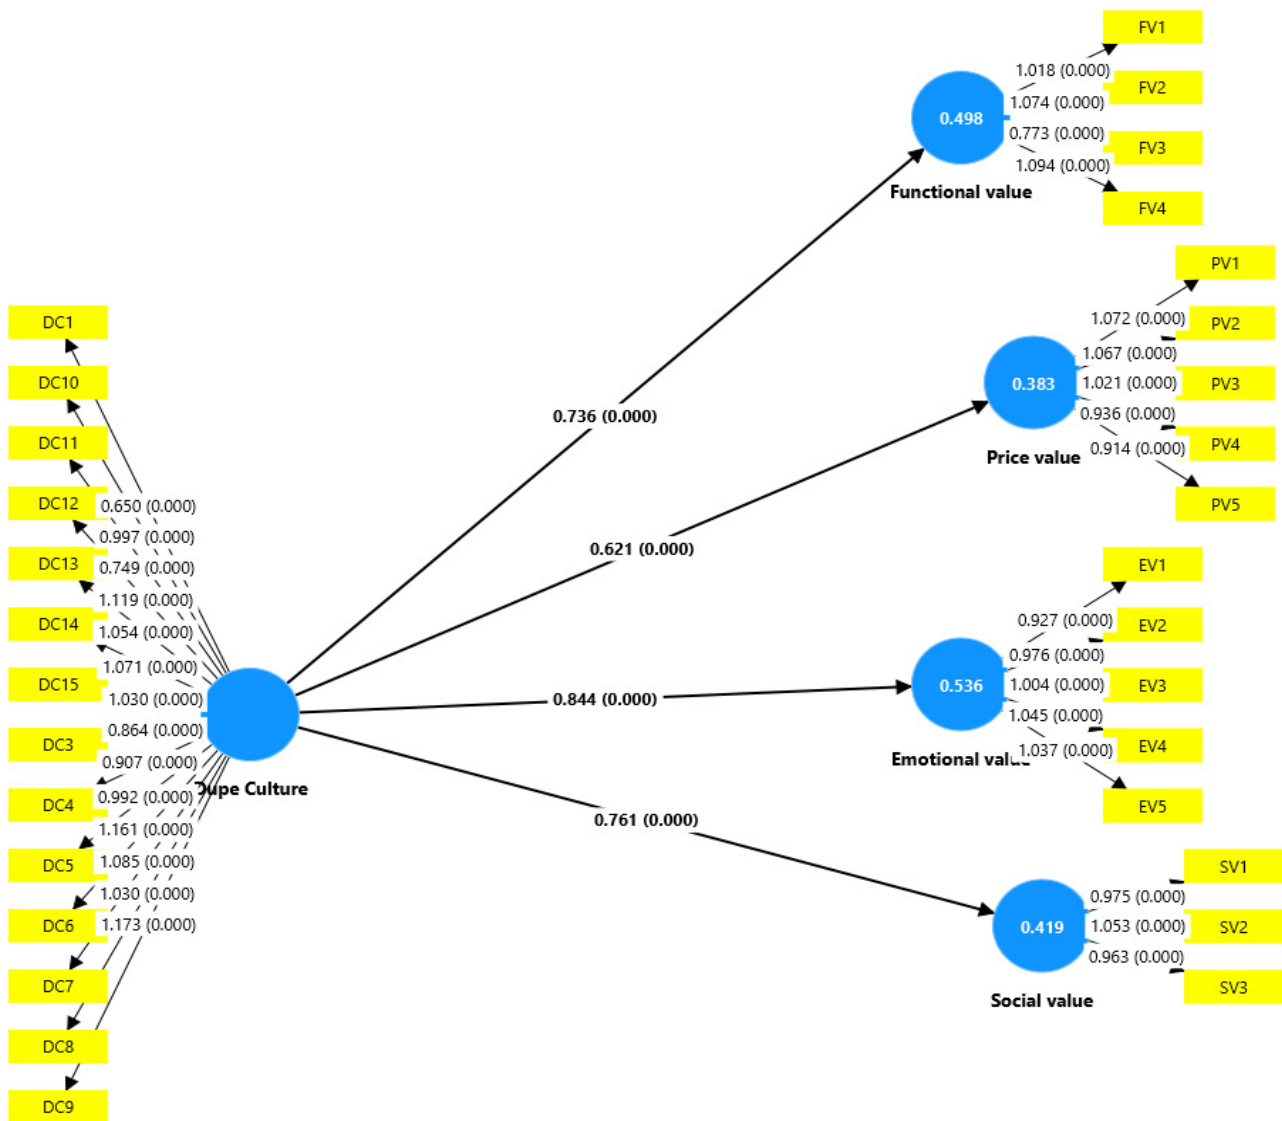 FV1
1.018 (0.000)
FV2
1.074 (0.000)
0.498
0.773 (0.000)
FV3
1.094 (0.000)
Functional value
FV4
PV1
1.072 (0.000)
PV2
1.067 (0.000)
0.383
1.021 (0.000)
PV3
0.936 (0.000)
PV4
0.914 (0.000)
Price value
PV5
0.736 (0.000)
0.621 (0.000)
0.844 (0.000)
0.761 (0.000)
EV1
0.927 (0.000)
EV2
0.976 (0.000)
0.536
1.004 (0.000)
EV3
1.045 (0.000)
EV4
1.037 (0.000)
Emotional value
EV5
SV1
0.975 (0.000)
0.419
1.053 (0.000)
SV2
0.963 (0.000)
SV3
Social value
DC1
DC10
DC11
DC12
DC13
DC14
DC15
DC3
DC4
DC5
DC6
DC7
DC8
DC9
0.650 (0.000)
0.997 (0.000)
0.749 (0.000)
1.119 (0.000)
1.054 (0.000)
1.071 (0.000)
1.030 (0.000)
0.864 (0.000)
0.907 (0.000)
0.992 (0.000)
1.161 (0.000)
1.085 (0.000)
1.030 (0.000)
1.173 (0.000)
Dupe Culture